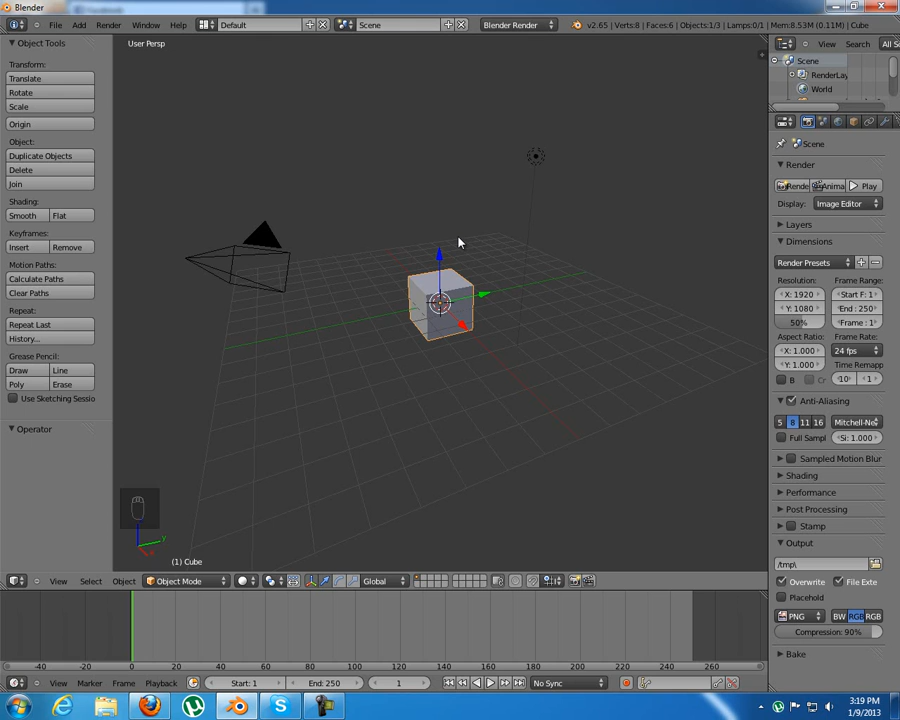 Blender
File Add Render Window Help Default Scene Blender Render v2.65 | Verts:8 | Faces:6 | Objects:1/3 | Lamps:0/1 | Mem:8.53M (0.11M) | Cube
Object Tools
Transform:
Translate
Rotate
Scale
Origin
Object:
Duplicate Objects
Delete
Join
Shading:
Smooth Flat
Keyframes:
Insert Remove
Motion Paths:
Calculate Paths
Clear Paths
Repeat:
Repeat Last
History...
Grease Pencil:
Draw Line
Poly Erase
Use Sketching Sessio
Operator
User Persp
y
x
(1) Cube
View Select Object Object Mode Global
View Search All S
Scene
RenderLay
World
Scene
Render
Rende Anima Play
Display: Image Editor
Layers
Dimensions
Render Presets
Resolution: Frame Range:
X: 1920 Start F: 1
Y: 1080 End: 250
50% Frame: 1
Aspect Ratio: Frame Rate:
X: 1.000 24 fps
Y: 1.000 Time Remapp
B Cr 10 1
Anti-Aliasing
5 8 11 16 Mitchell-Ne
Full Sampl Si: 1.000
Sampled Motion Blur
Shading
Performance
Post Processing
Stamp
Output
/tmp\
Overwrite File Exte
Placehold
PNG BW RGB RGB
Compression: 90%
Bake
-40 -20 0 20 40 60 80 100 120 140 160 180 200 220 240 260
View Marker Frame Playback Start: 1 End: 250 1 No Sync
3:19 PM
1/9/2013